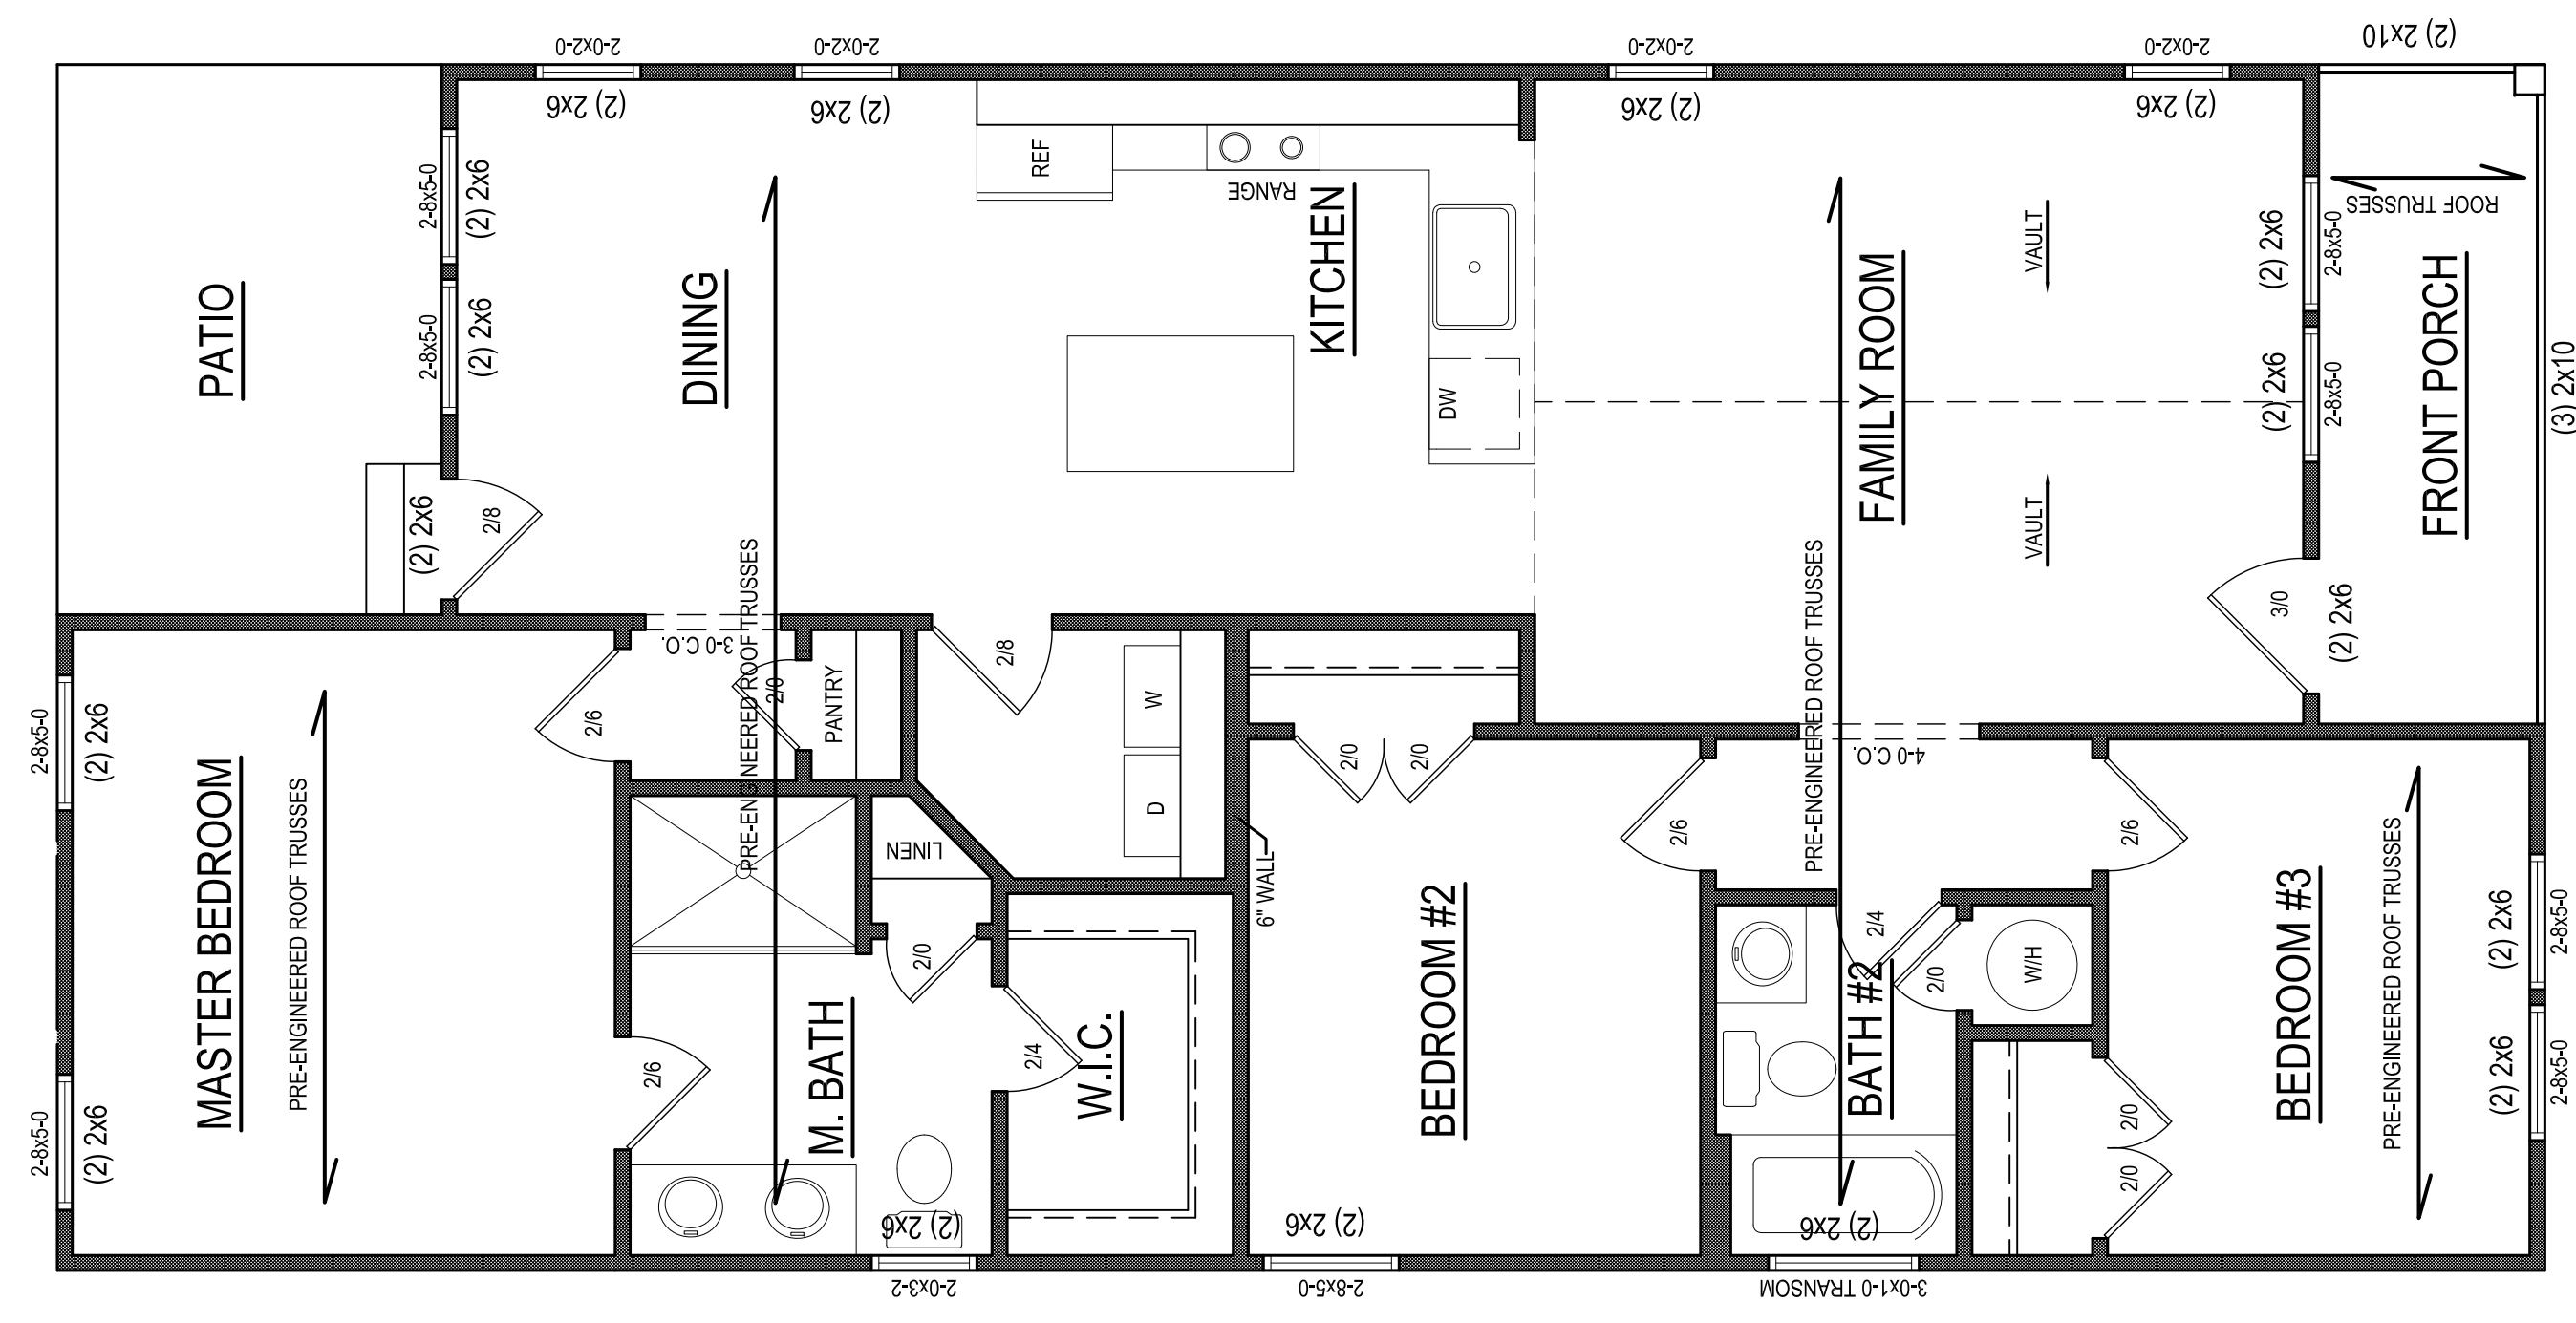 2-0x2-0
2-0x2-0
2-0x2-0
2-0x2-0
(2) 2x10
(2) 2x6
(2) 2x6
(2) 2x6
(2) 2x6
2-8x5-0
(2) 2x6
2-8x5-0
(2) 2x6
PATIO
DINING
REF
RANGE
KITCHEN
DW
FAMILY ROOM
VAULT
VAULT
ROOF TRUSSES
(2) 2x6
2-8x5-0
(2) 2x6
2-8x5-0
FRONT PORCH
(3) 2x10
(2) 2x6
2/8
3/0
(2) 2x6
3-0 C.O.
PRE-ENGINEERED ROOF TRUSSES
2/0
PANTRY
2/8
W
D
2/6
2-8x5-0
(2) 2x6
MASTER BEDROOM
PRE-ENGINEERED ROOF TRUSSES
2-8x5-0
(2) 2x6
2/6
LINEN
2/0
M. BATH
2/4
W.I.C.
6" WALL
2/0
2/0
BEDROOM #2
2/6
4-0 C.O.
PRE-ENGINEERED ROOF TRUSSES
2/6
2/4
2/0
W/H
BATH #2
BEDROOM #3
PRE-ENGINEERED ROOF TRUSSES
2/0
2/0
(2) 2x6
2-8x5-0
(2) 2x6
2-8x5-0
(2) 2x6
(2) 2x6
(2) 2x6
2-0x3-2
2-8x5-0
3-0x1-0 TRANSOM